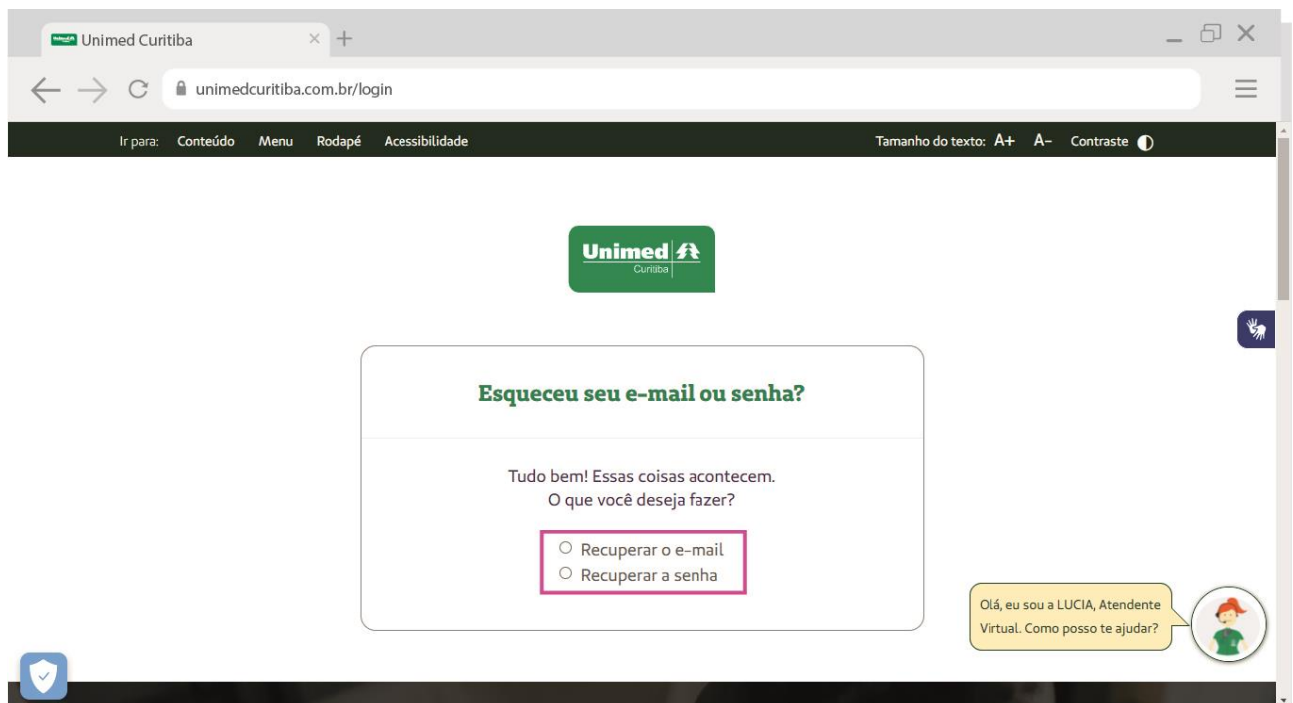 Unimed Curitiba
unimedcuritiba.com.br/login
Ir para: Conteúdo Menu Rodapé Acessibilidade Tamanho do texto: A+ A- Contraste
Unimed
Curitiba
Esqueceu seu e-mail ou senha?
Tudo bem! Essas coisas acontecem.
O que você deseja fazer?
Recuperar o e-mail
Recuperar a senha
Olá, eu sou a LUCIA, Atendente
Virtual. Como posso te ajudar?